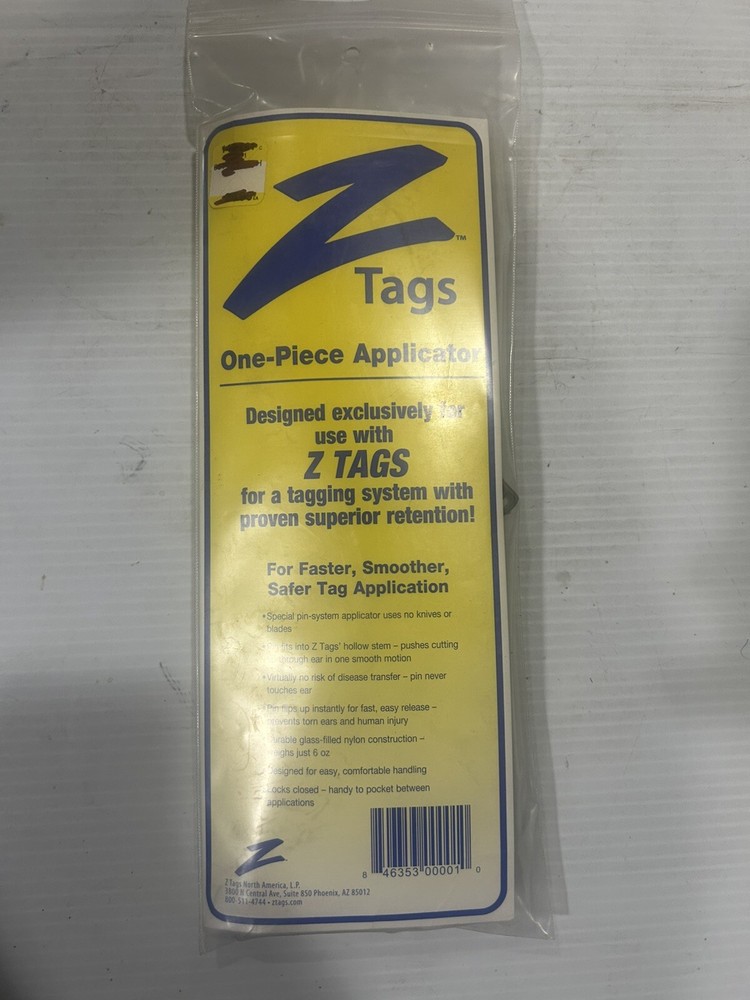 Z
™
Tags
One-Piece Applicator
Designed exclusively for
use with
Z TAGS
for a tagging system with
proven superior retention!
For Faster, Smoother,
Safer Tag Application
•Special pin-system applicator uses no knives or
blades
into Z Tags' hollow stem – pushes cutting
through ear in one smooth motion
•Virtually no risk of disease transfer – pin never
touches ear
•Pin flips up instantly for fast, easy release –
prevents torn ears and human injury
Durable glass-filled nylon construction –
weighs just 6 oz
Designed for easy, comfortable handling
Locks closed – handy to pocket between
applications
8 46353 00001 0
Z
Z Tags North America, L.P.
Central Ave, Suite 850 Phoenix, AZ 85012
• ztags.com